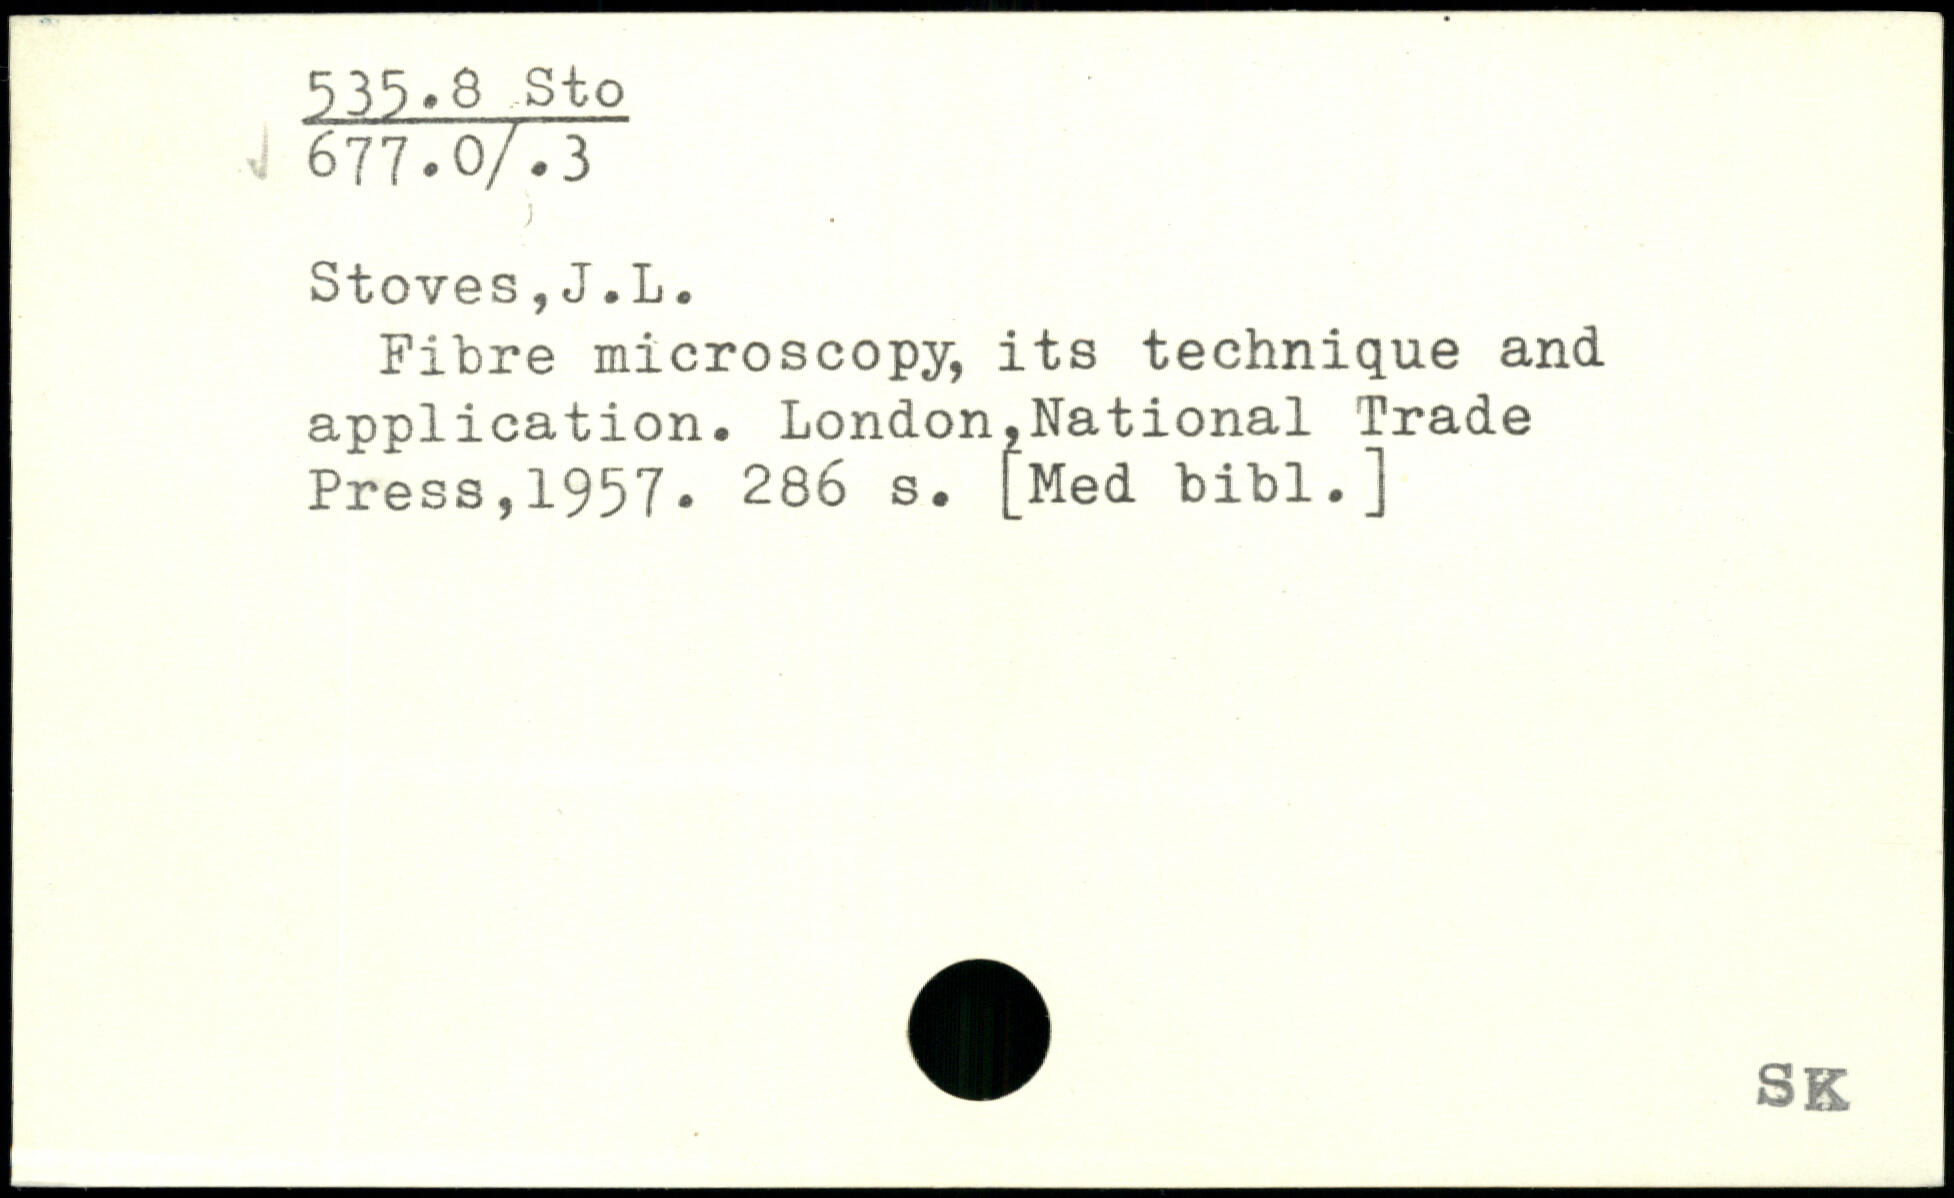 535.8 Sto
677.0/.3
Stoves,J.L.
Fibre microscopy, its technique and
application. London,National Trade
Press,1957. 286 s. [Med bibl.]
SK